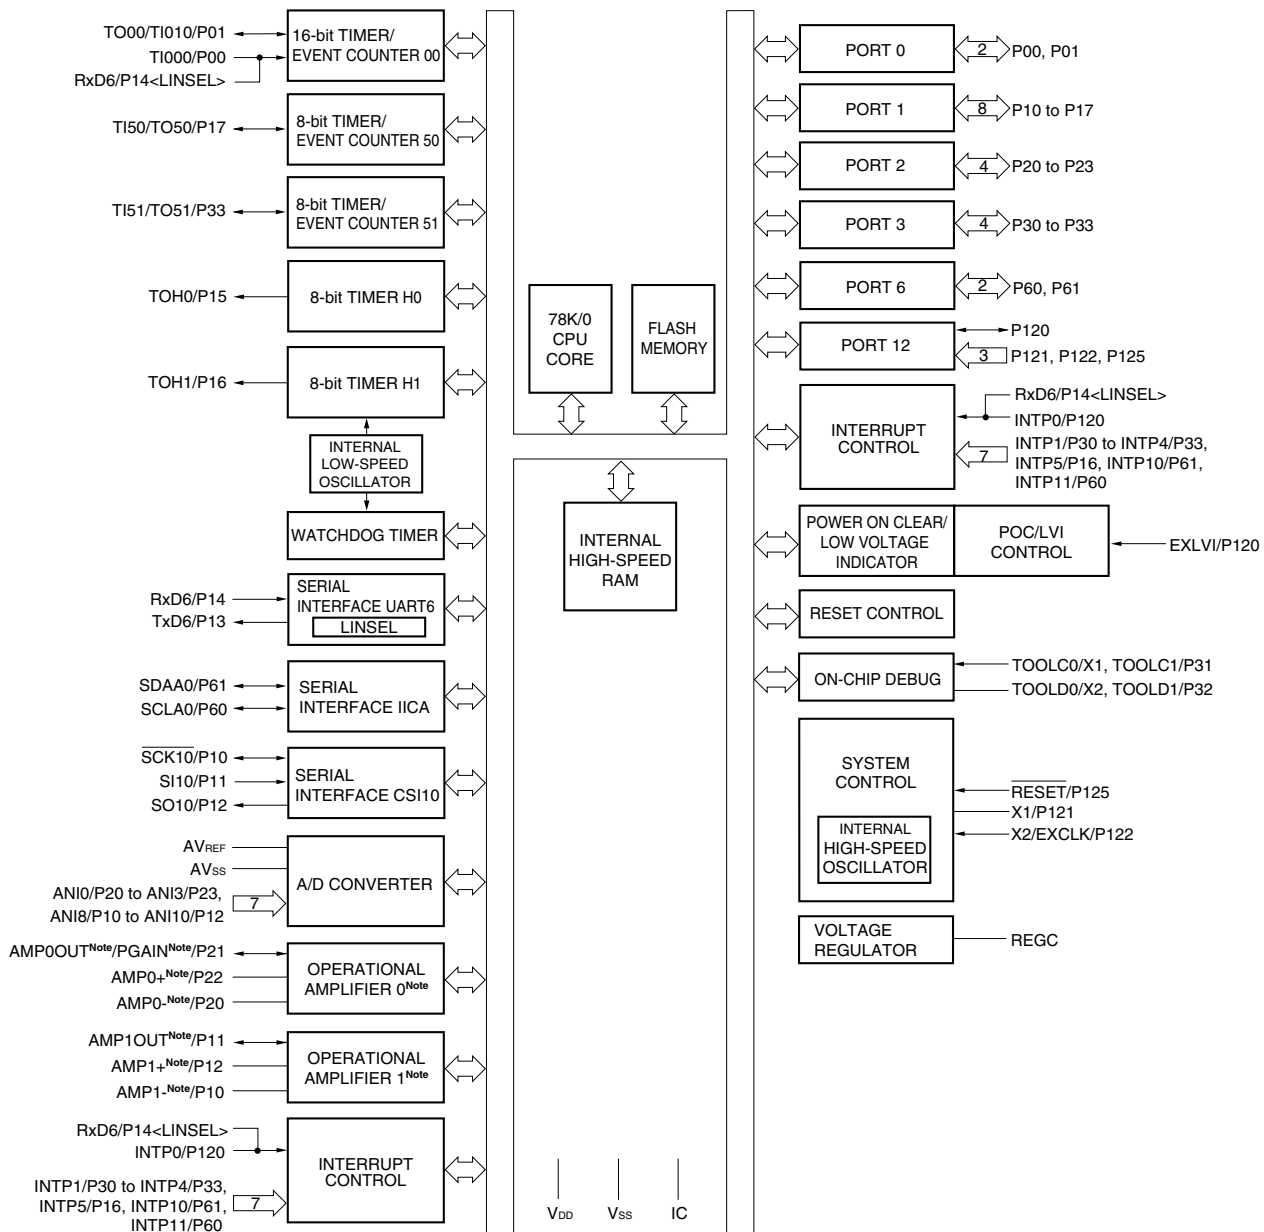 TO00/TI010/P01
TI000/P00
RxD6/P14<LINSEL>
16-bit TIMER/
EVENT COUNTER 00
TI50/TO50/P17
8-bit TIMER/
EVENT COUNTER 50
TI51/TO51/P33
8-bit TIMER/
EVENT COUNTER 51
TOH0/P15
8-bit TIMER H0
TOH1/P16
8-bit TIMER H1
INTERNAL
LOW-SPEED
OSCILLATOR
WATCHDOG TIMER
RxD6/P14
TxD6/P13
SERIAL
INTERFACE UART6
LINSEL
SDAA0/P61
SCLA0/P60
SERIAL
INTERFACE IICA
SCK10/P10
SI10/P11
SO10/P12
SERIAL
INTERFACE CSI10
AVREF
AVSS
ANI0/P20 to ANI3/P23,
ANI8/P10 to ANI10/P12
7
A/D CONVERTER
AMP0OUTNote/PGAINNote/P21
AMP0+Note/P22
AMP0-Note/P20
OPERATIONAL
AMPLIFIER 0Note
AMP1OUTNote/P11
AMP1+Note/P12
AMP1-Note/P10
OPERATIONAL
AMPLIFIER 1Note
RxD6/P14<LINSEL>
INTP0/P120
INTP1/P30 to INTP4/P33,
INTP5/P16, INTP10/P61,
INTP11/P60
7
INTERRUPT
CONTROL
78K/0
CPU
CORE
FLASH
MEMORY
INTERNAL
HIGH-SPEED
RAM
VDD
VSS
IC
PORT 0
2
P00, P01
PORT 1
8
P10 to P17
PORT 2
4
P20 to P23
PORT 3
4
P30 to P33
PORT 6
2
P60, P61
PORT 12
P120
3
P121, P122, P125
INTERRUPT
CONTROL
RxD6/P14<LINSEL>
INTP0/P120
7
INTP1/P30 to INTP4/P33,
INTP5/P16, INTP10/P61,
INTP11/P60
POWER ON CLEAR/
LOW VOLTAGE
INDICATOR
POC/LVI
CONTROL
EXLVI/P120
RESET CONTROL
ON-CHIP DEBUG
TOOLC0/X1, TOOLC1/P31
TOOLD0/X2, TOOLD1/P32
SYSTEM
CONTROL
INTERNAL
HIGH-SPEED
OSCILLATOR
RESET/P125
X1/P121
X2/EXCLK/P122
VOLTAGE
REGULATOR
REGC